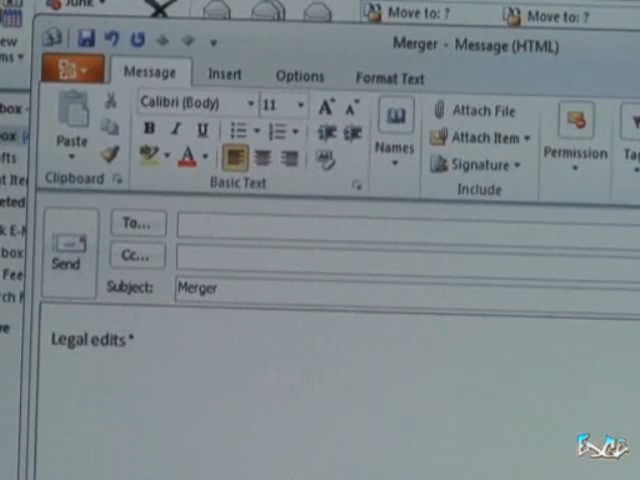 Junk
Move to: ?
Move to: ?
Merger - Message (HTML)
Message
Insert
Options
Format Text
Calibri (Body)
11
A
A
Attach File
B
I
U
Attach Item
Paste
Names
Permission
A
Signature
Clipboard
Basic Text
Include
To...
Cc...
Send
Subject:
Merger
Legal edits*